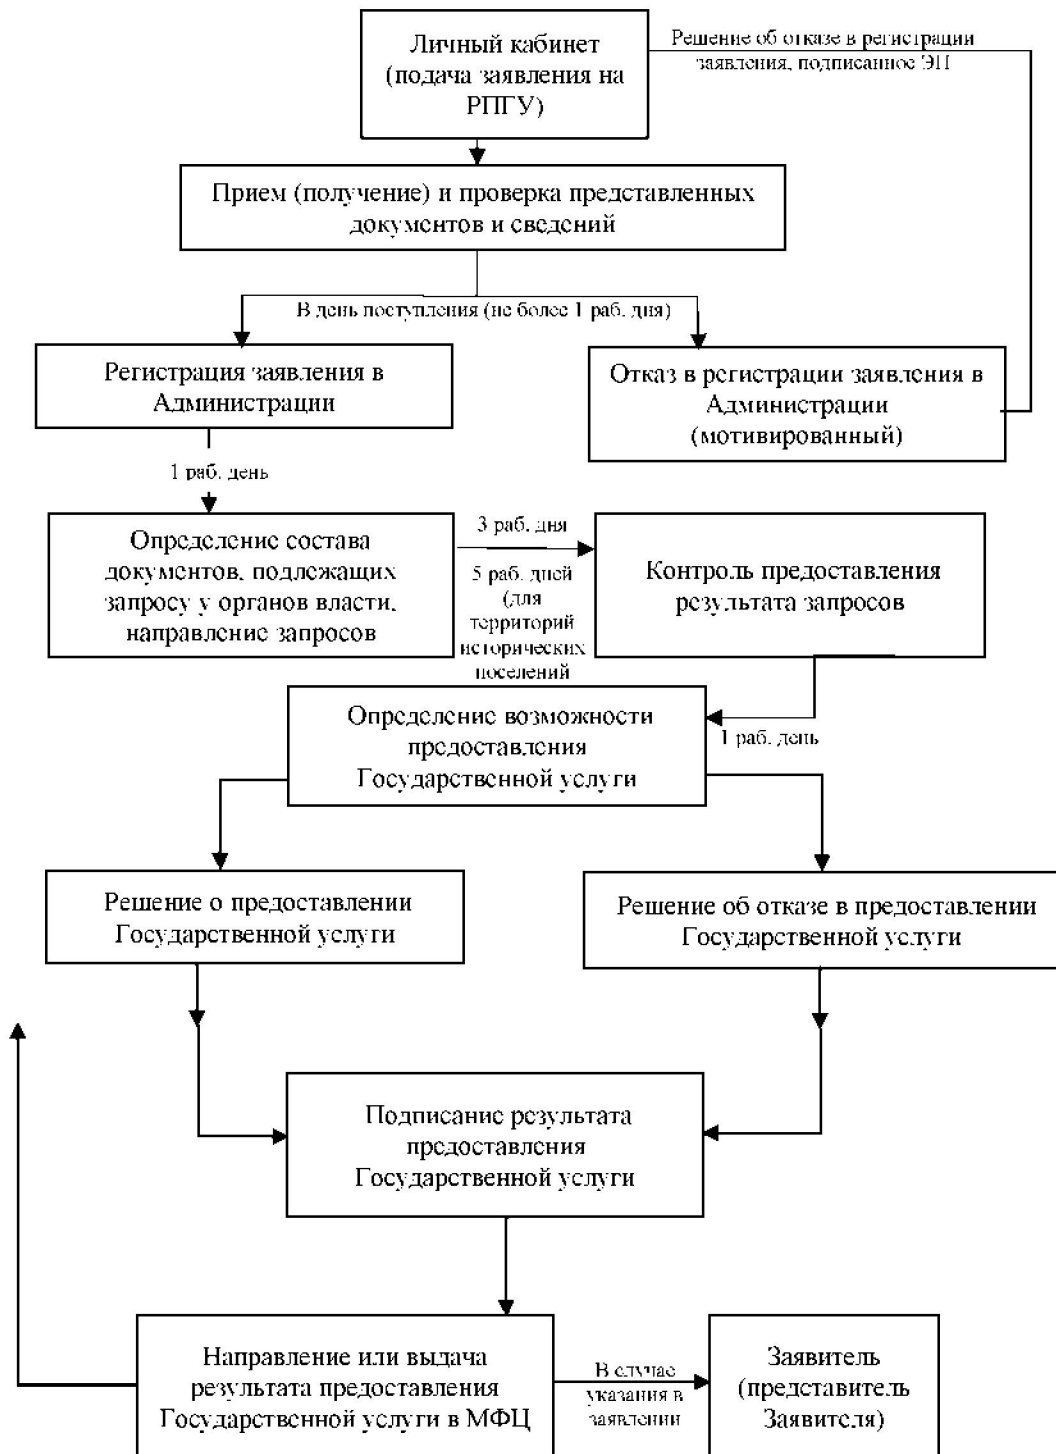 Личный кабинет
(подача заявления на
РПГУ)
Решение об отказе в регистрации
заявления, подписанное ЭП
Прием (получение) и проверка представленных
документов и сведений
В день поступления (не более 1 раб. дня)
Регистрация заявления в
Администрации
Отказ в регистрации заявления в
Администрации
(мотивированный)
1 раб. день
Определение состава
документов, подлежащих
запросу у органов власти,
направление запросов
3 раб. дня
5 раб. дней
(для
территорий
исторических
поселений
Контроль предоставления
результата запросов
Определение возможности
предоставления
Государственной услуги
1 раб. день
Решение о предоставлении
Государственной услуги
Решение об отказе в предоставлении
Государственной услуги
Подписание результата
предоставления
Государственной услуги
Направление или выдача
результата предоставления
Государственной услуги в МФЦ
В случае
указания в
заявлении
Заявитель
(представитель
Заявителя)